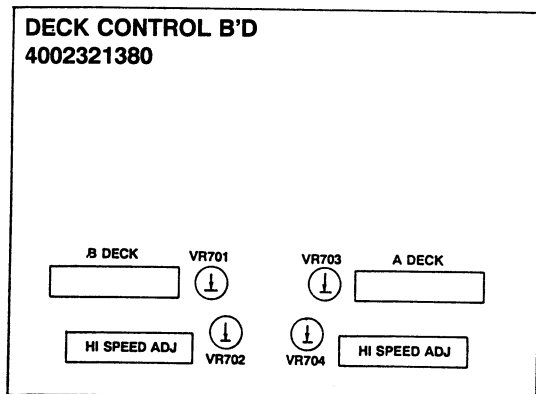 DECK CONTROL B'D
4002321380
B DECK
VR701
VR703
A DECK
HI SPEED ADJ
VR702
VR704
HI SPEED ADJ